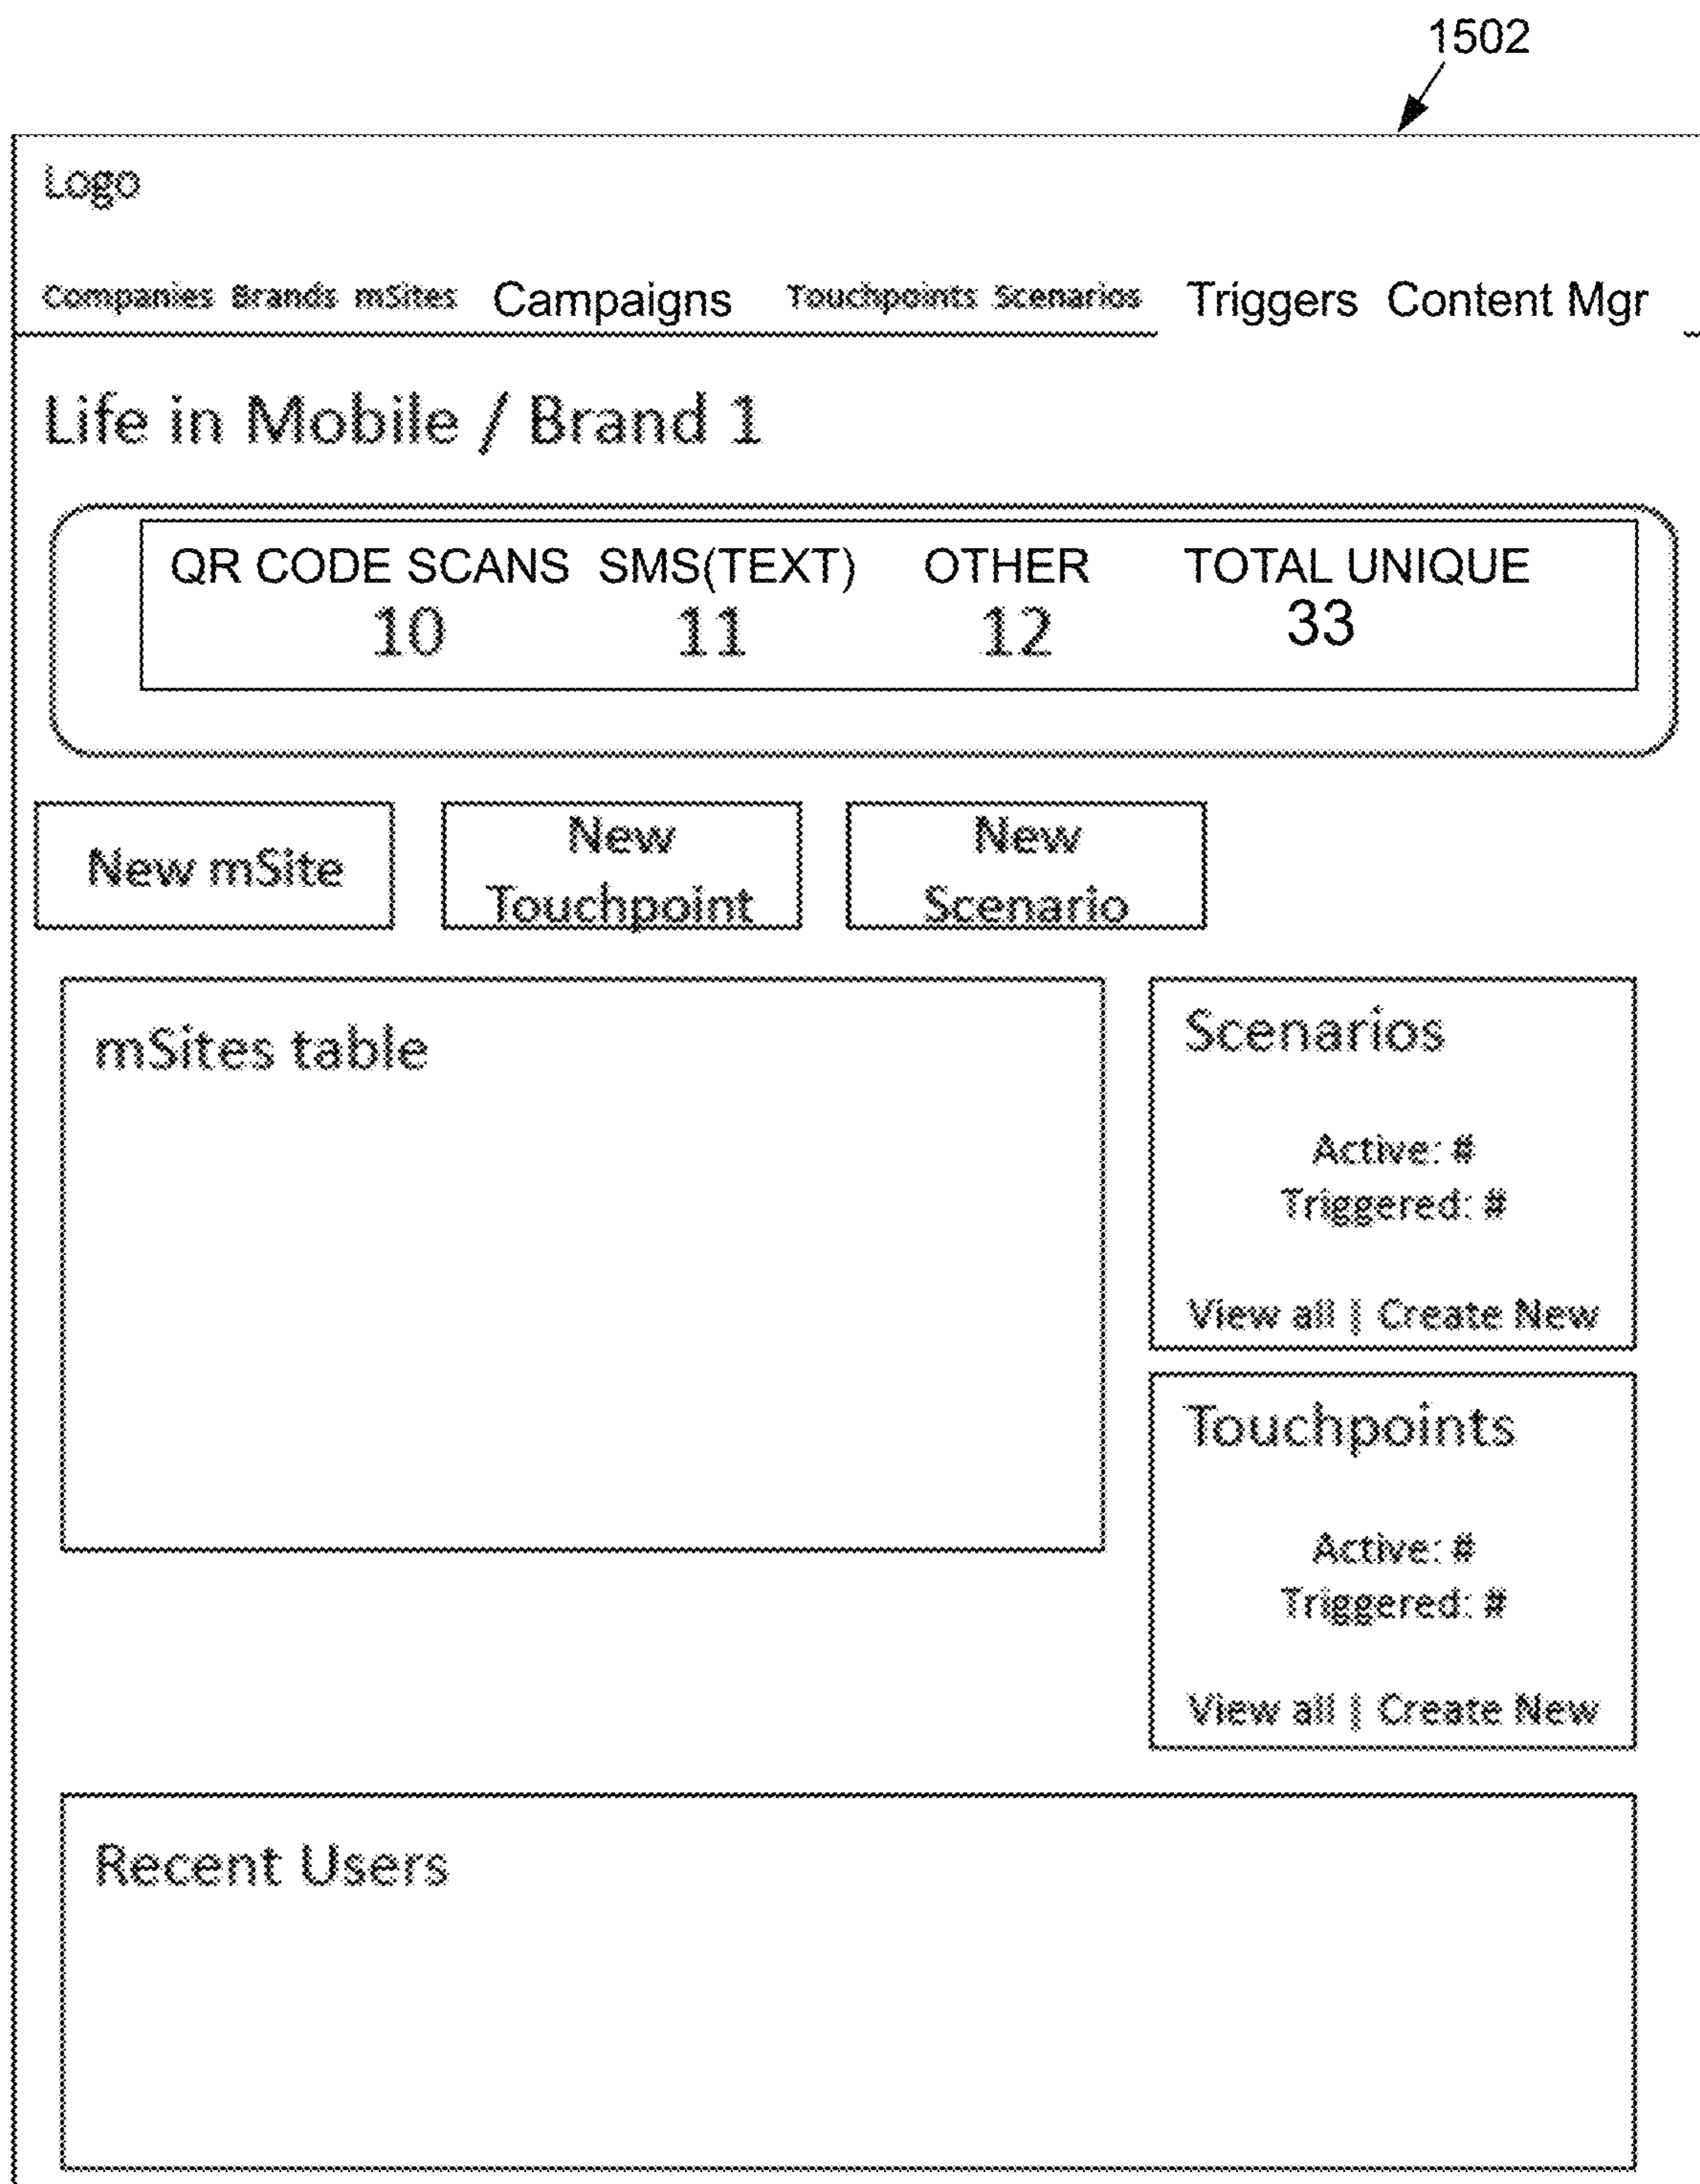 1502
Logo
Companies Brands mSites Campaigns Touchpoints Scenarios Triggers Content Mgr
Life in Mobile / Brand 1
QR CODE SCANS SMS(TEXT) OTHER TOTAL UNIQUE
10 11 12 33
New mSite
New
Touchpoint
New
Scenario
mSites table
Scenarios
Active: #
Triggered: #
View all | Create New
Touchpoints
Active: #
Triggered: #
View all | Create New
Recent Users